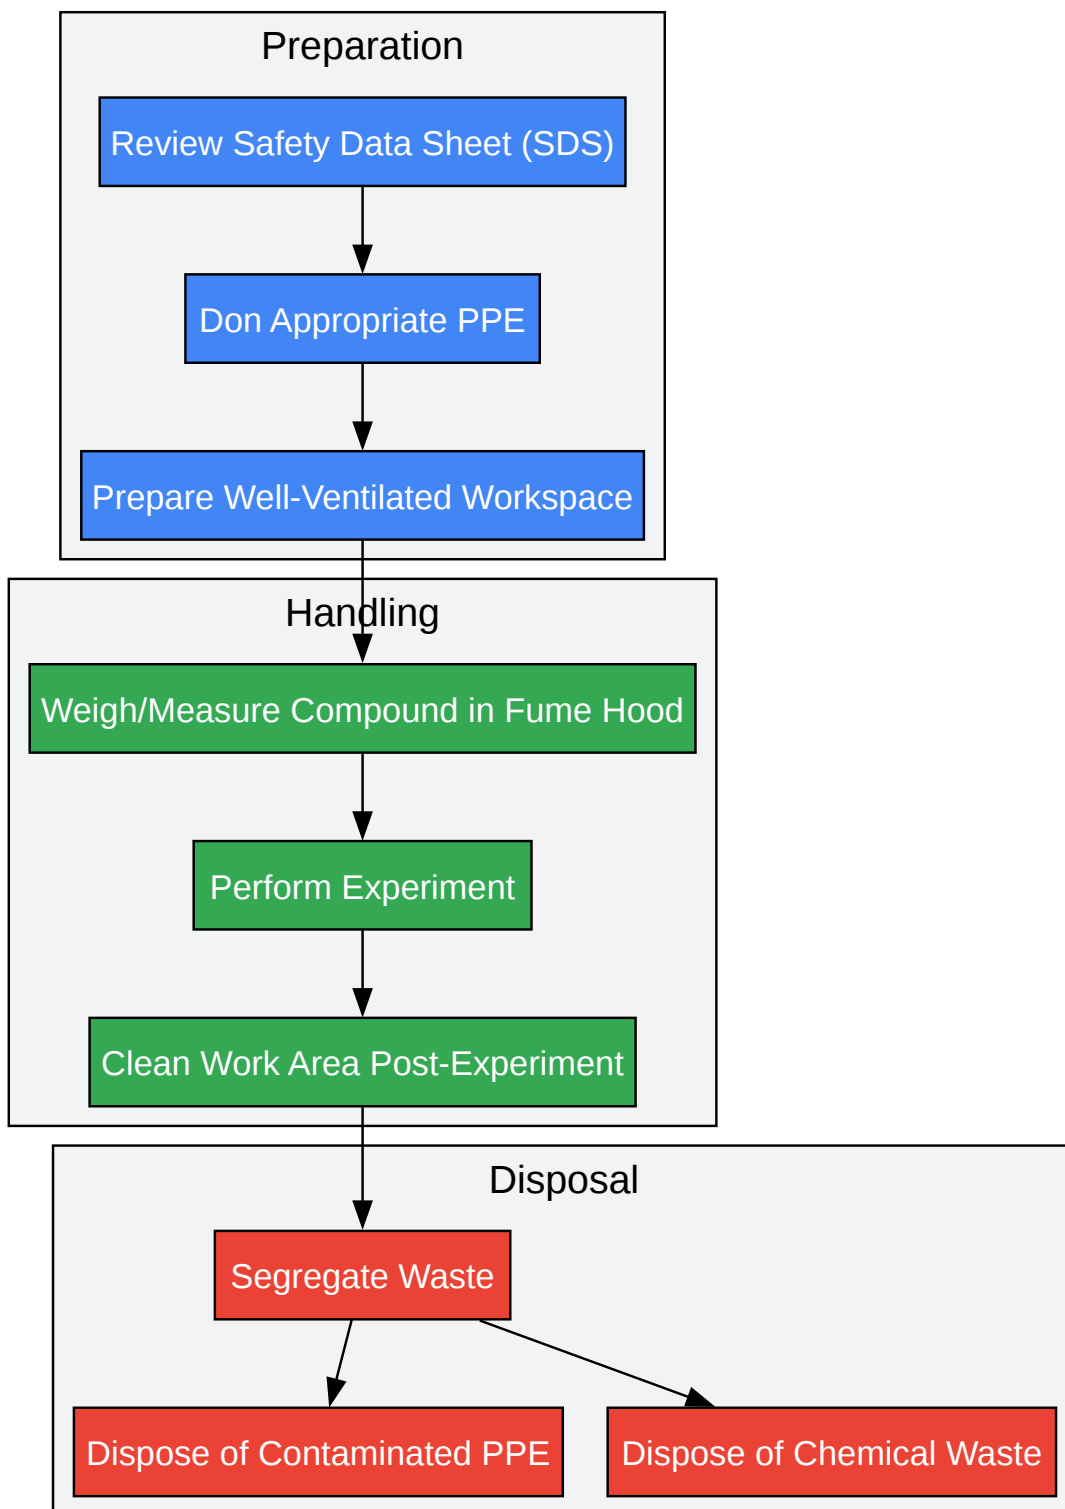 Preparation
Review Safety Data Sheet (SDS)
Don Appropriate PPE
Prepare Well-Ventilated Workspace
Handling
Weigh/Measure Compound in Fume Hood
Perform Experiment
Clean Work Area Post-Experiment
Disposal
Segregate Waste
Dispose of Contaminated PPE
Dispose of Chemical Waste